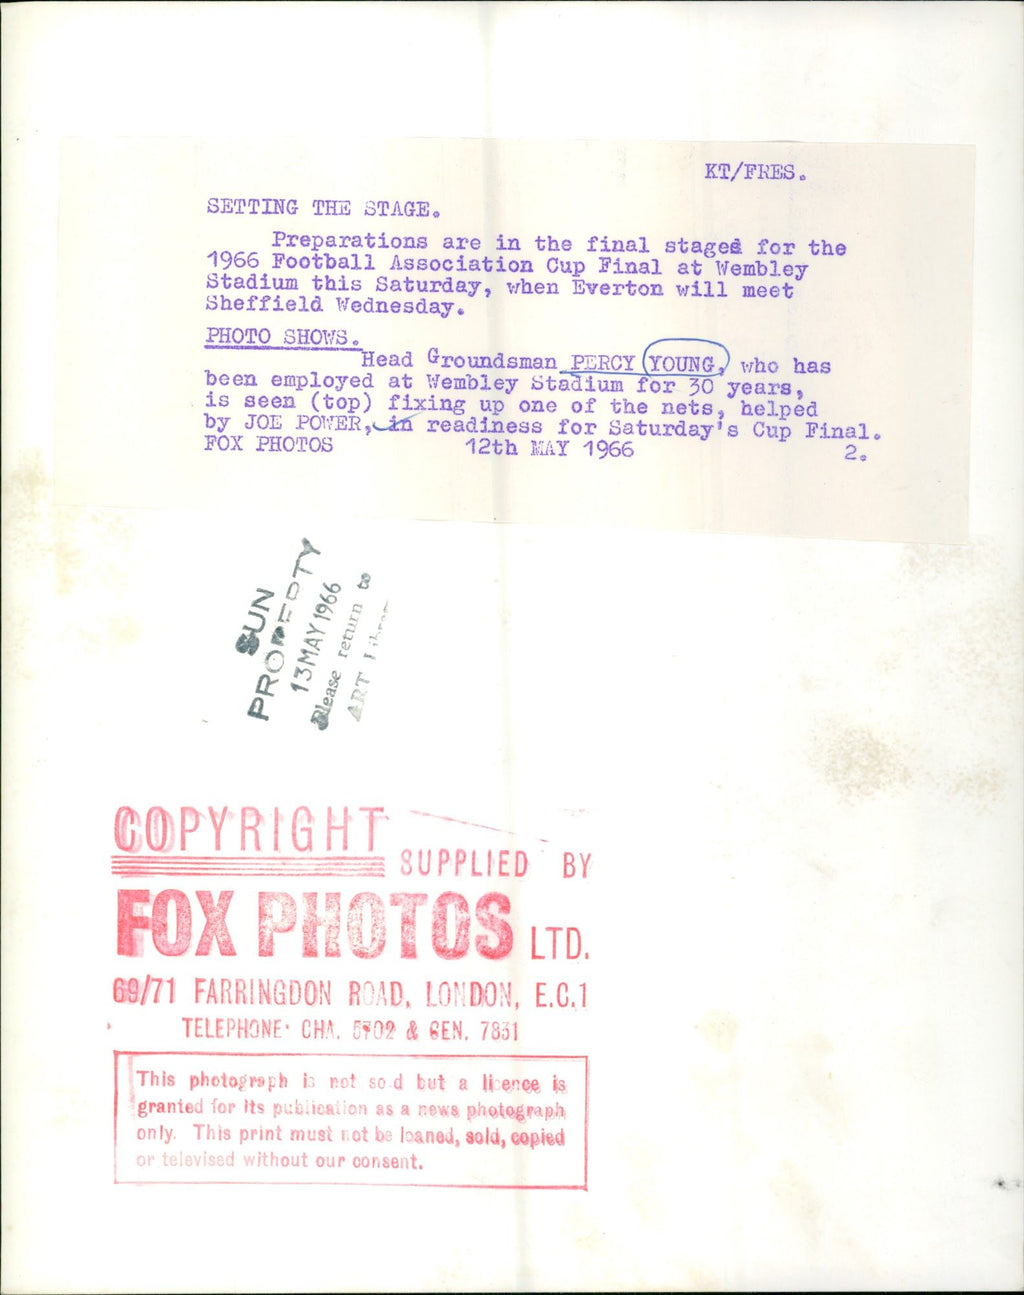 KT/FRES.
SETTING THE STAGE.
Preparations are in the final stages for the
1966 Football Association Cup Final at Wembley
Stadium this Saturday, when Everton will meet
Sheffield Wednesday.
PHOTO SHOWS.
Head Groundsman PERCY YOUNG, who has
been employed at Wembley Stadium for 30 years,
is seen (top) fixing up one of the nets, helped
by JOE POWER, in readiness for Saturday's Cup Final.
FOX PHOTOS 12th MAY 1966 2.
SUN
PROPERTY
13 MAY 1966
Please return to
ART Library
COPYRIGHT
SUPPLIED BY
FOX PHOTOS LTD.
69/71 FARRINGDON ROAD, LONDON, E.C.1
TELEPHONE: CHA. & 7831
This photograph is not sold but a licence is
granted for its publication as a news photograph
only. This print must not be loaned, sold, copied
or televised without our consent.